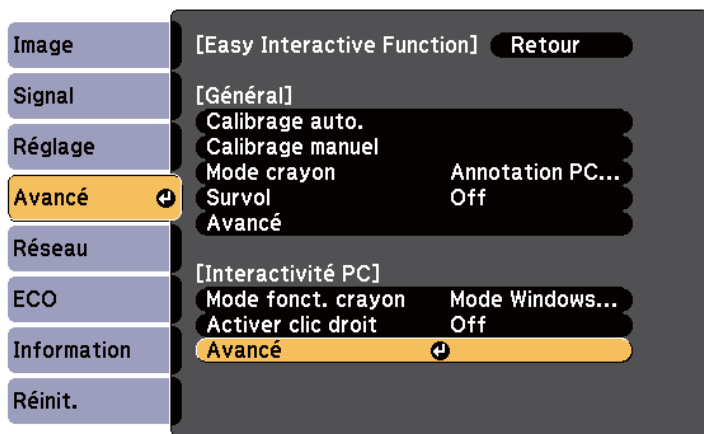 Image
Signal
Réglage
Avancé
Réseau
ECO
Information
Réinit.
[Easy Interactive Function] Retour
[Général]
Calibrage auto.
Calibrage manuel
Mode crayon Annotation PC...
Survol Off
Avancé
[Interactivité PC]
Mode fonct. crayon Mode Windows...
Activer clic droit Off
Avancé